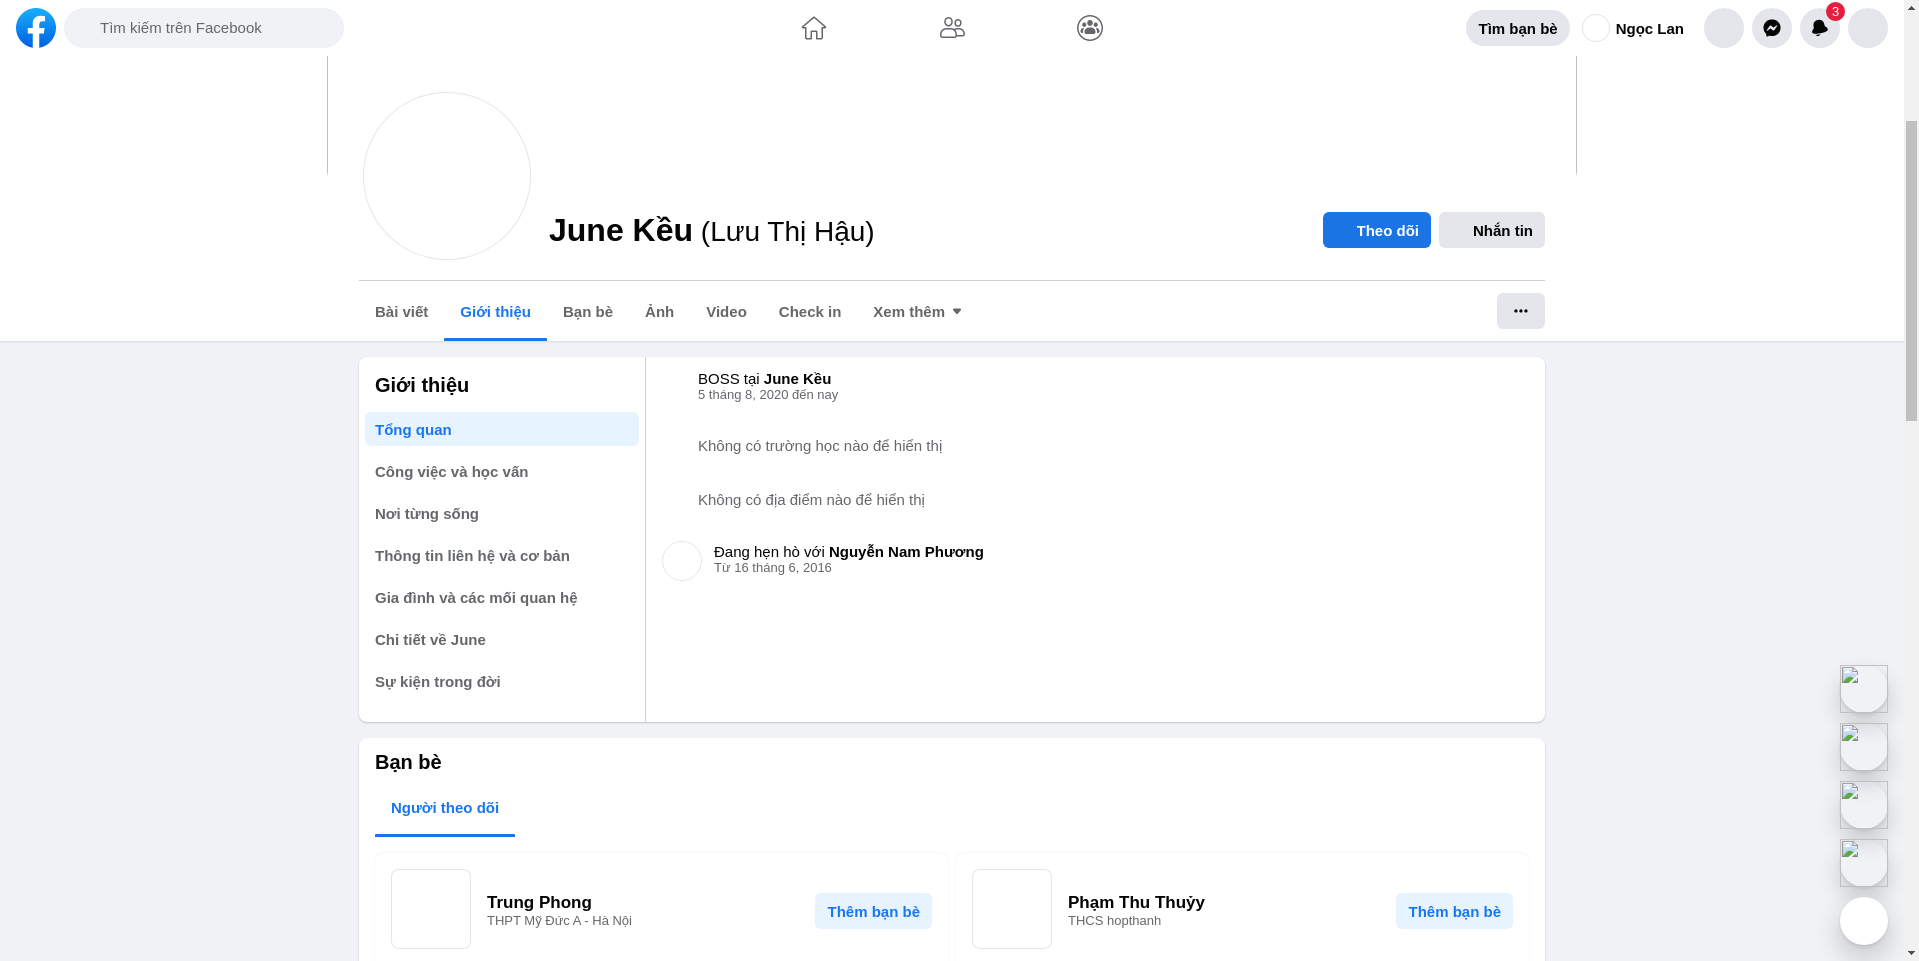 Tìm kiếm trên Facebook
Tìm bạn bè
Ngọc Lan
3
June Kều (Lưu Thị Hậu)
Theo dõi
Nhắn tin
Bài viết
Giới thiệu
Bạn bè
Ảnh
Video
Check in
Xem thêm
Giới thiệu
Tổng quan
Công việc và học vấn
Nơi từng sống
Thông tin liên hệ và cơ bản
Gia đình và các mối quan hệ
Chi tiết về June
Sự kiện trong đời
BOSS tại June Kều
5 tháng 8, 2020 đến nay
Không có trường học nào để hiển thị
Không có địa điểm nào để hiển thị
Đang hẹn hò với Nguyễn Nam Phương
Từ 16 tháng 6, 2016
Bạn bè
Người theo dõi
Trung Phong
THPT Mỹ Đức A - Hà Nội
Thêm bạn bè
Phạm Thu Thuỷy
THCS hopthanh
Thêm bạn bè